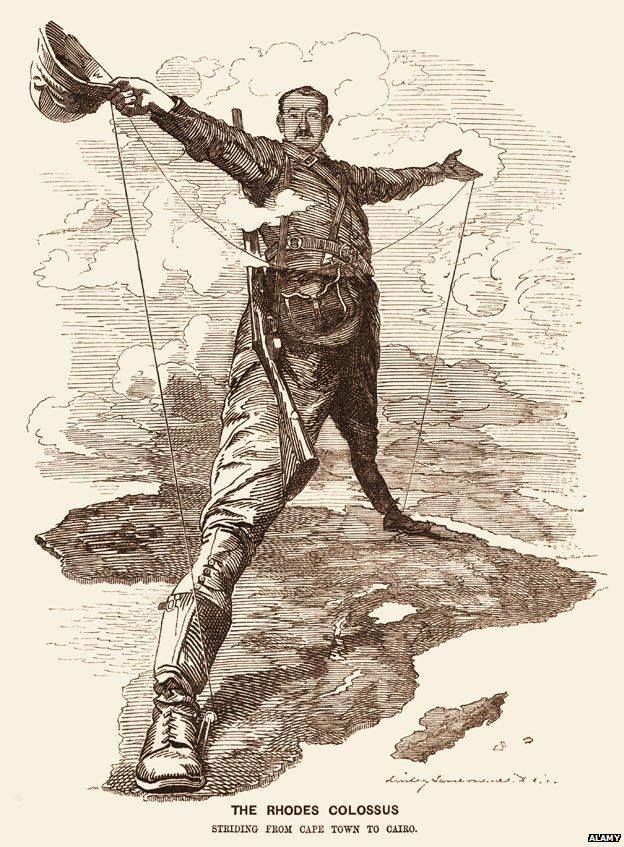 THE RHODES COLOSSUS
STRIDING FROM CAPE TOWN TO CAIRO.
ALAMY